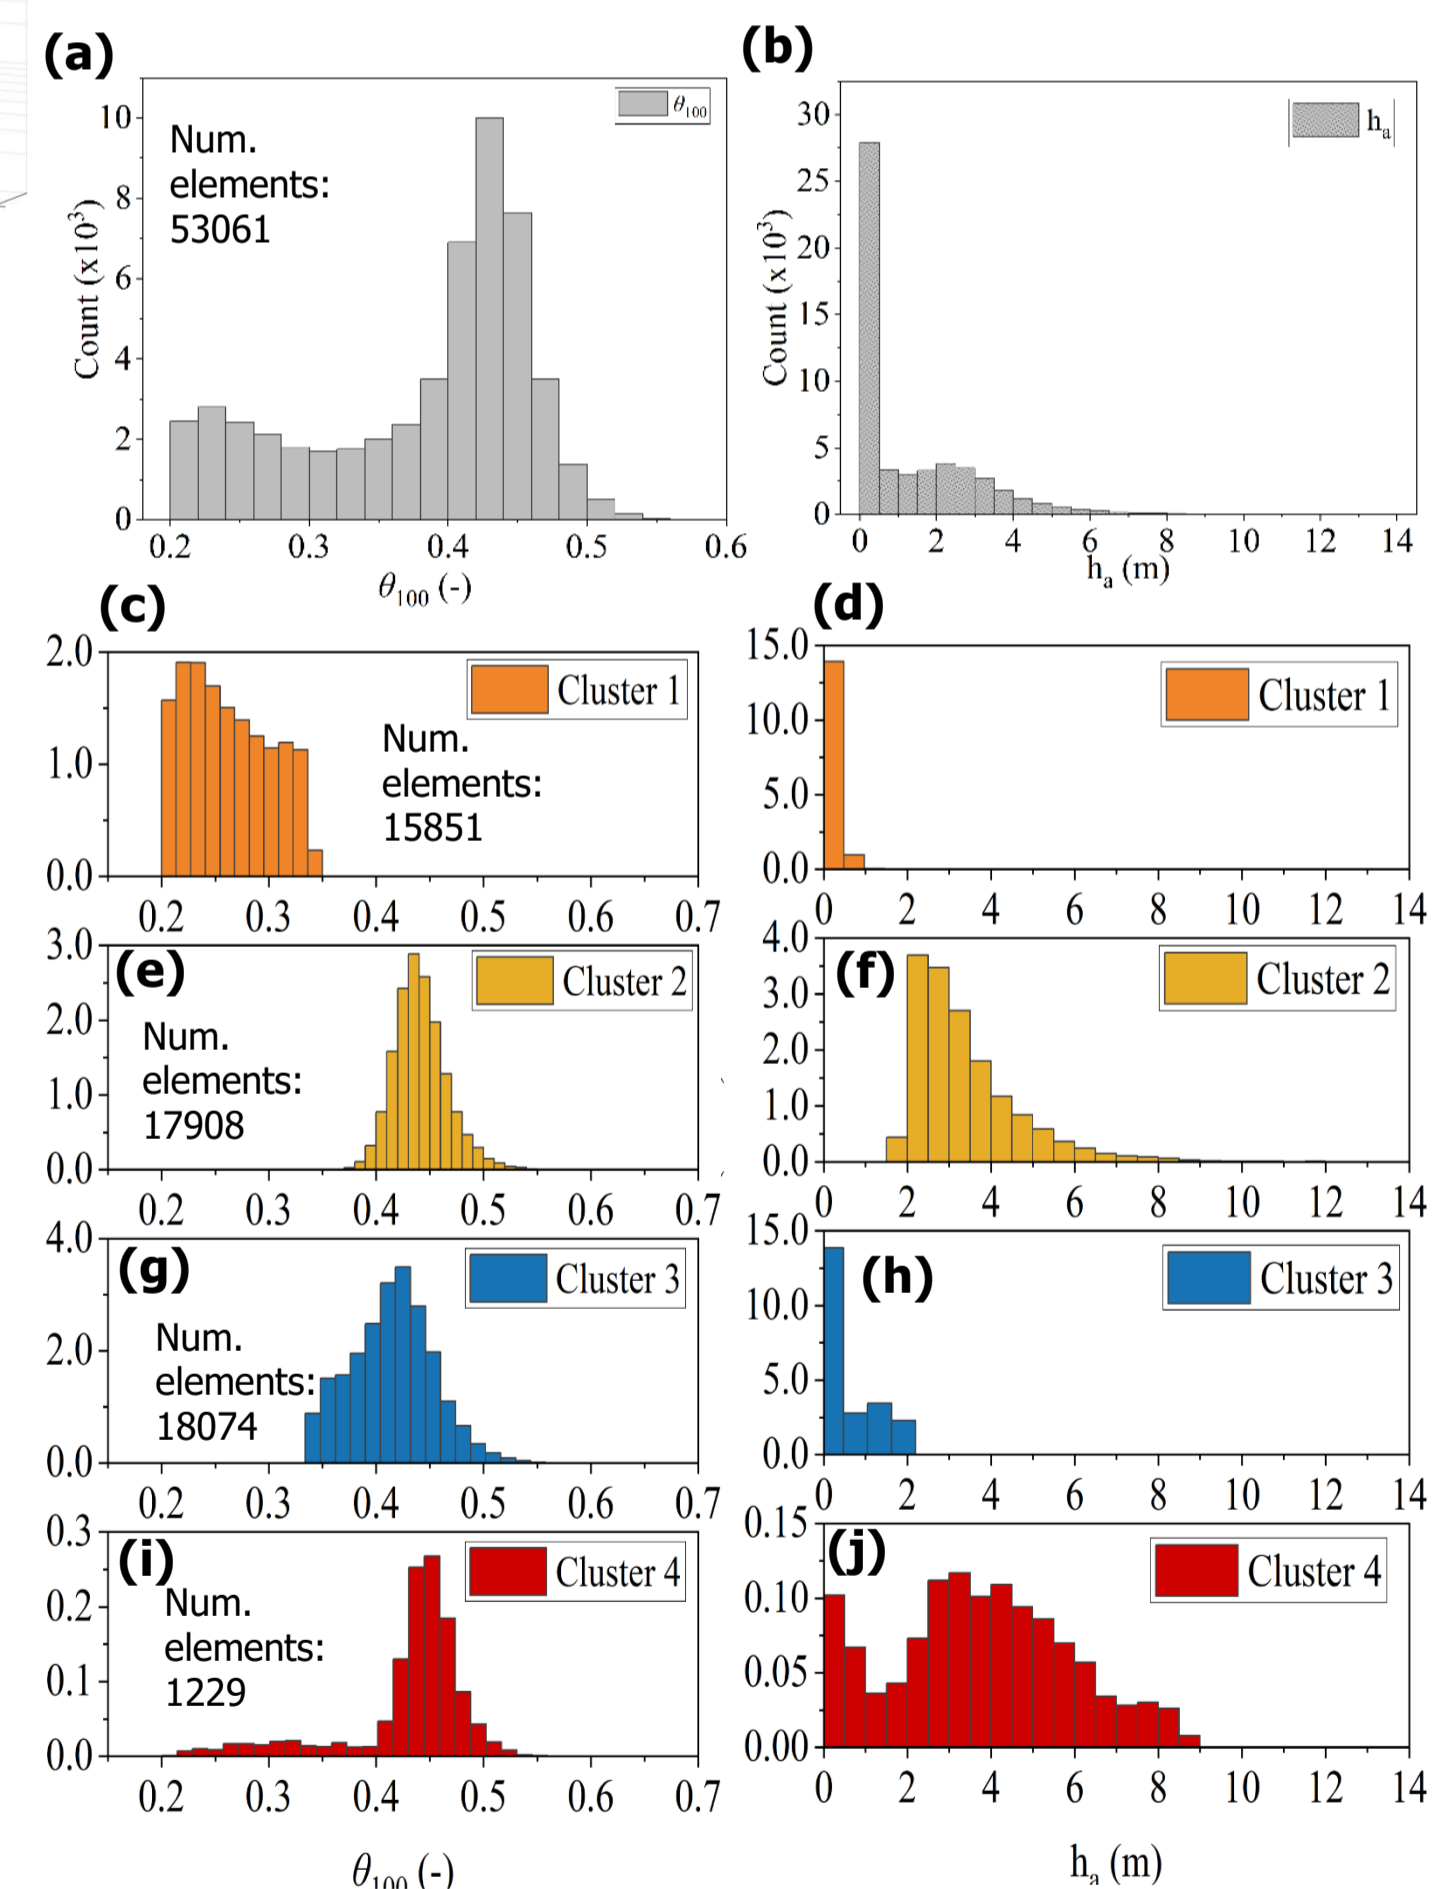 (a)
θ100
Num.
elements:
53061
Count (x10³)
10
8
6
4
2
0
0.2 0.3 0.4 0.5 0.6
θ100 (-)
(b)
ha
Count (x10³)
30
25
20
15
10
5
0
0 2 4 6 8 10 12 14
ha (m)
(c)
Cluster 1
Num.
elements:
15851
2.0
1.0
0.0
0.2 0.3 0.4 0.5 0.6 0.7
(d)
Cluster 1
15.0
10.0
5.0
0.0
0 2 4 6 8 10 12 14
(e)
Cluster 2
Num.
elements:
17908
3.0
2.0
1.0
0.0
0.2 0.3 0.4 0.5 0.6 0.7
(f)
Cluster 2
4.0
3.0
2.0
1.0
0.0
0 2 4 6 8 10 12 14
(g)
Cluster 3
Num.
elements:
18074
4.0
2.0
0.0
0.2 0.3 0.4 0.5 0.6 0.7
(h)
Cluster 3
15.0
10.0
5.0
0.0
0 2 4 6 8 10 12 14
(i)
Cluster 4
Num.
elements:
1229
0.3
0.2
0.1
0.0
0.2 0.3 0.4 0.5 0.6 0.7
θ100 (-)
(j)
Cluster 4
0.15
0.10
0.05
0.00
0 2 4 6 8 10 12 14
ha (m)